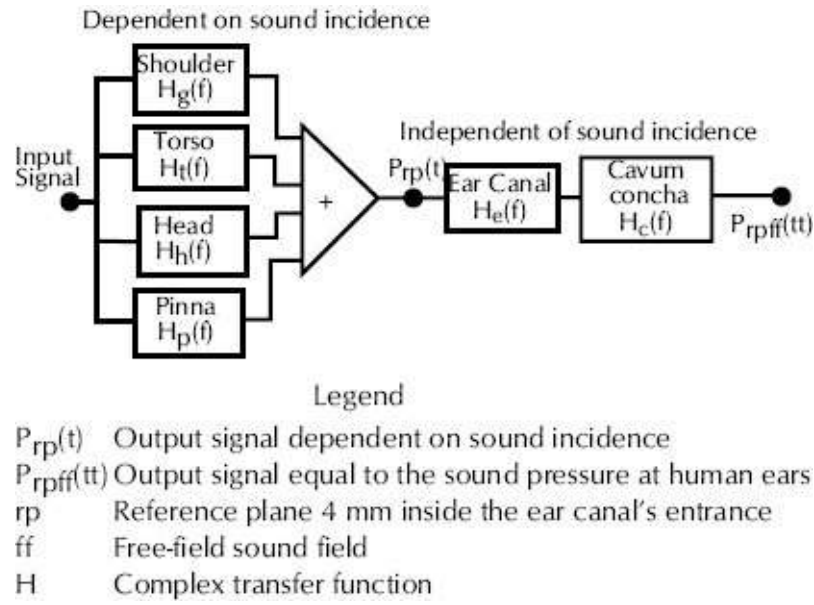 Dependent on sound incidence
Shoulder
Hg(f)
Torso
Ht(f)
Input
Signal
Head
Hh(f)
Pinna
Hp(f)
+
Independent of sound incidence
Prp(t)
Ear Canal
He(f)
Cavum
concha
Hc(f)
Prpff(tt)
Legend
Prp(t) Output signal dependent on sound incidence
Prpff(tt) Output signal equal to the sound pressure at human ears
rp Reference plane 4 mm inside the ear canal's entrance
ff Free-field sound field
H Complex transfer function